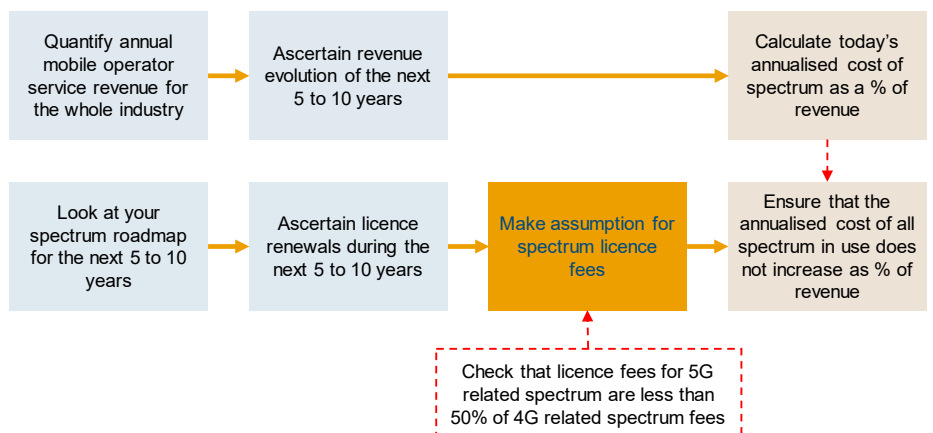 Quantify annual
mobile operator
service revenue for
the whole industry
Ascertain revenue
evolution of the next
5 to 10 years
Calculate today's
annualised cost of
spectrum as a % of
revenue
Look at your
spectrum roadmap
for the next 5 to 10
years
Ascertain licence
renewals during the
next 5 to 10 years
Make assumption for
spectrum licence
fees
Ensure that the
annualised cost of all
spectrum in use does
not increase as % of
revenue
Check that licence fees for 5G
related spectrum are less than
50% of 4G related spectrum fees